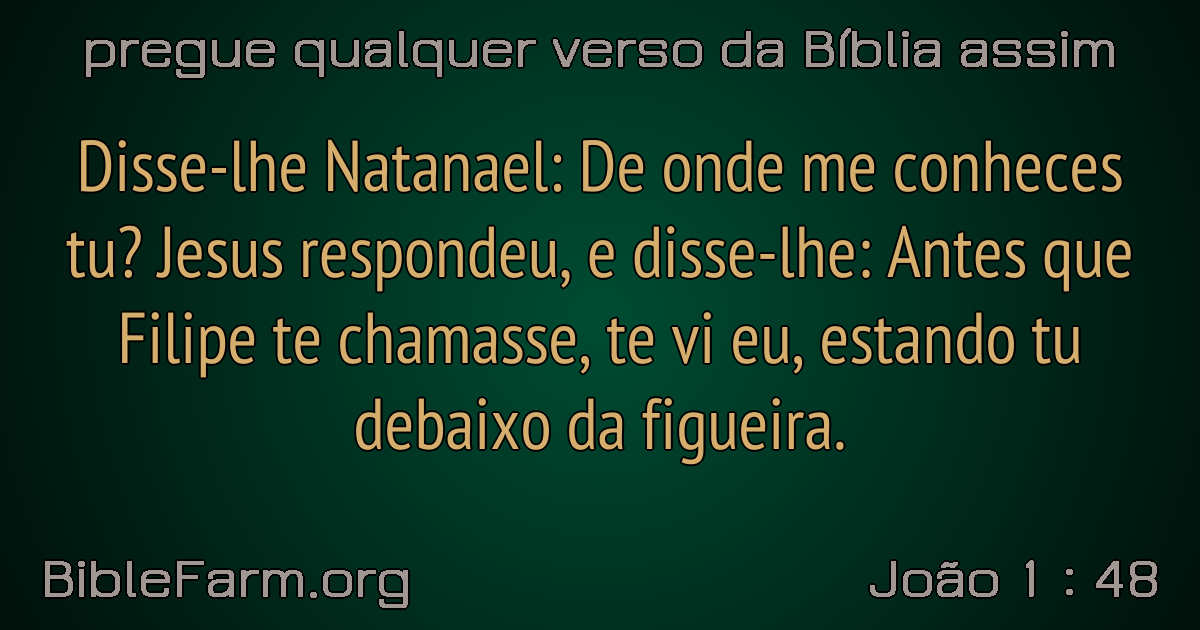 pregue qualquer verso da Bíblia assim
Disse-lhe Natanael: De onde me conheces
tu? Jesus respondeu, e disse-lhe: Antes que
Filipe te chamasse, te vi eu, estando tu
debaixo da figueira.
BibleFarm.org
João 1 : 48